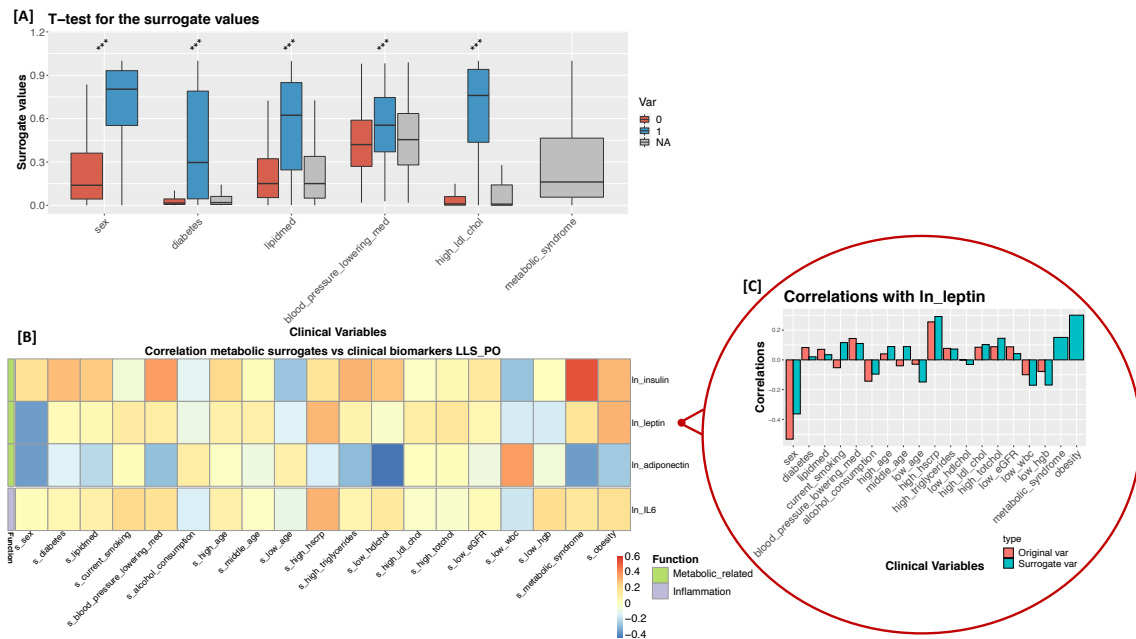 [A]
T-test for the surrogate values
***
***
***
***
***
Surrogate values
1.2
0.9
0.6
0.3
0.0
sex
diabetes
lipidmed
blood_pressure_lowering_med
high_ldl_chol
metabolic_syndrome
Clinical Variables
Var
0
1
NA
[B]
Correlation metabolic surrogates vs clinical biomarkers LLS_PO
ln_insulin
ln_leptin
ln_adiponectin
ln_IL6
Function
s_sex
s_diabetes
s_lipidmed
s_current_smoking
s_blood_pressure_lowering_med
s_alcohol_consumption
s_high_age
s_middle_age
s_low_age
s_high_hscrp
s_high_triglycerides
s_low_hdlchol
s_high_ldl_chol
s_high_totchol
s_low_eGFR
s_low_wbc
s_low_hgb
s_metabolic_syndrome
s_obesity
0.6
0.4
0.2
0
−0.2
−0.4
Function
Metabolic_related
Inflammation
[C]
Correlations with ln_leptin
Correlations
0.2
0.0
−0.2
−0.4
sex
diabetes
lipidmed
current_smoking
blood_pressure_lowering_med
alcohol_consumption
high_age
middle_age
low_age
high_hscrp
high_triglycerides
low_hdlchol
high_ldl_chol
high_totchol
low_eGFR
low_wbc
low_hgb
metabolic_syndrome
obesity
Clinical Variables
type
Original var
Surrogate var